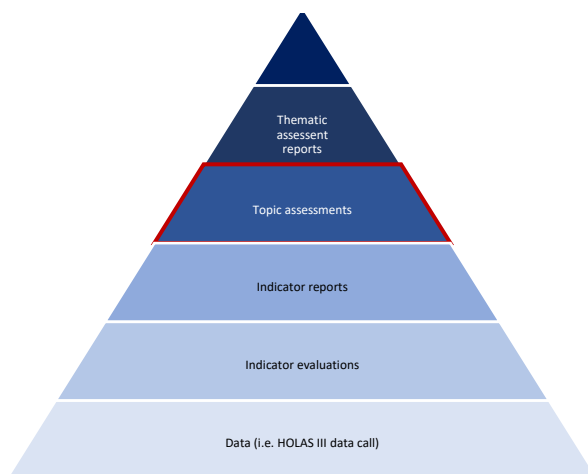 Thematic
assessent
reports
Topic assessments
Indicator reports
Indicator evaluations
Data (i.e. HOLAS III data call)